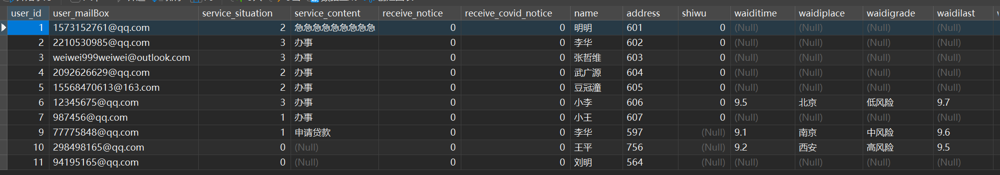 user_id user_mailBox service_situation service_content receive_notice receive_covid_notice name address shiwu waiditime waidiplace waidigrade waidilast
1 1573152761@qq.com 2 急急急急急急急急急 0 0 明明 601 0 (Null) (Null) (Null) (Null)
2 2210530985@qq.com 3 办事 0 0 李华 602 0 (Null) (Null) (Null) (Null)
3 weiwei999weiwei@outlook.com 3 办事 0 0 张哲维 603 0 (Null) (Null) (Null) (Null)
4 2092626629@qq.com 2 办事 0 0 武广源 604 0 (Null) (Null) (Null) (Null)
5 15568470613@163.com 2 办事 0 0 豆冠潼 605 0 (Null) (Null) (Null) (Null)
6 12345675@qq.com 3 办事 0 0 小李 606 0 9.5 北京 低风险 9.7
7 987456@qq.com 1 办事 0 0 小王 607 0 (Null) (Null) (Null) (Null)
9 77775848@qq.com 1 申请贷款 0 0 李华 597 (Null) 9.1 南京 中风险 9.6
10 298498165@qq.com 0 (Null) 0 0 王平 756 (Null) 9.2 西安 高风险 9.5
11 94195165@qq.com 0 (Null) 0 0 刘明 564 (Null) (Null) (Null) (Null) (Null)